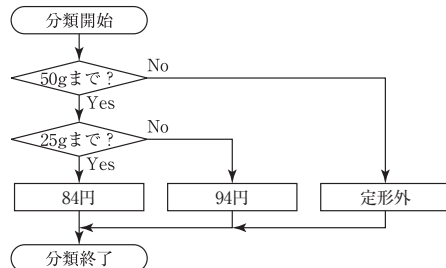 分類開始
50gまで？
No
Yes
25gまで？
No
Yes
84円
94円
定形外
分類終了